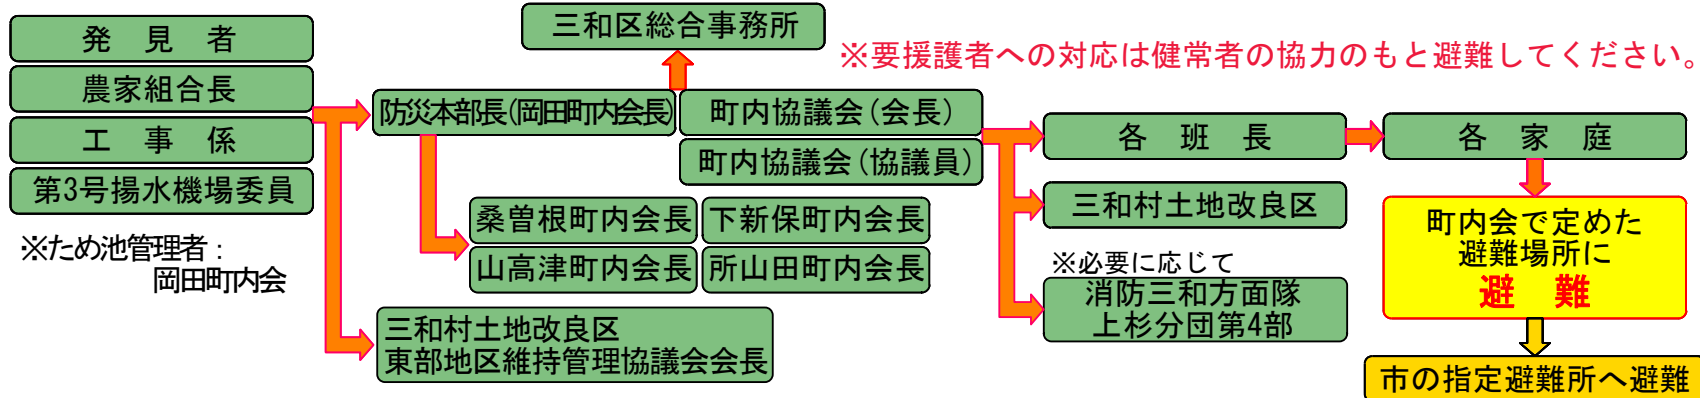 発 見 者
農家組合長
工 事 係
第3号揚水機場委員
※ため池管理者：
岡田町内会
三和区総合事務所
※要援護者への対応は健常者の協力のもと避難してください。
防災本部長(岡田町内会長)
町内協議会(会長)
町内協議会(協議員)
桑曽根町内会長
下新保町内会長
山高津町内会長
所山田町内会長
三和村土地改良区
東部地区維持管理協議会会長
各 班 長
三和村土地改良区
※必要に応じて
消防三和方面隊
上杉分団第4部
各 家 庭
町内会で定めた
避難場所に
避 難
市の指定避難所へ避難